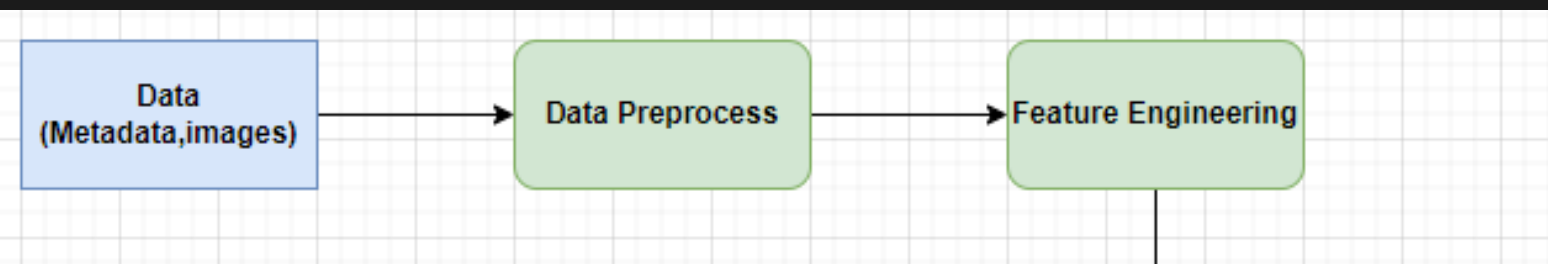 Data
(Metadata,images)
Data Preprocess
Feature Engineering